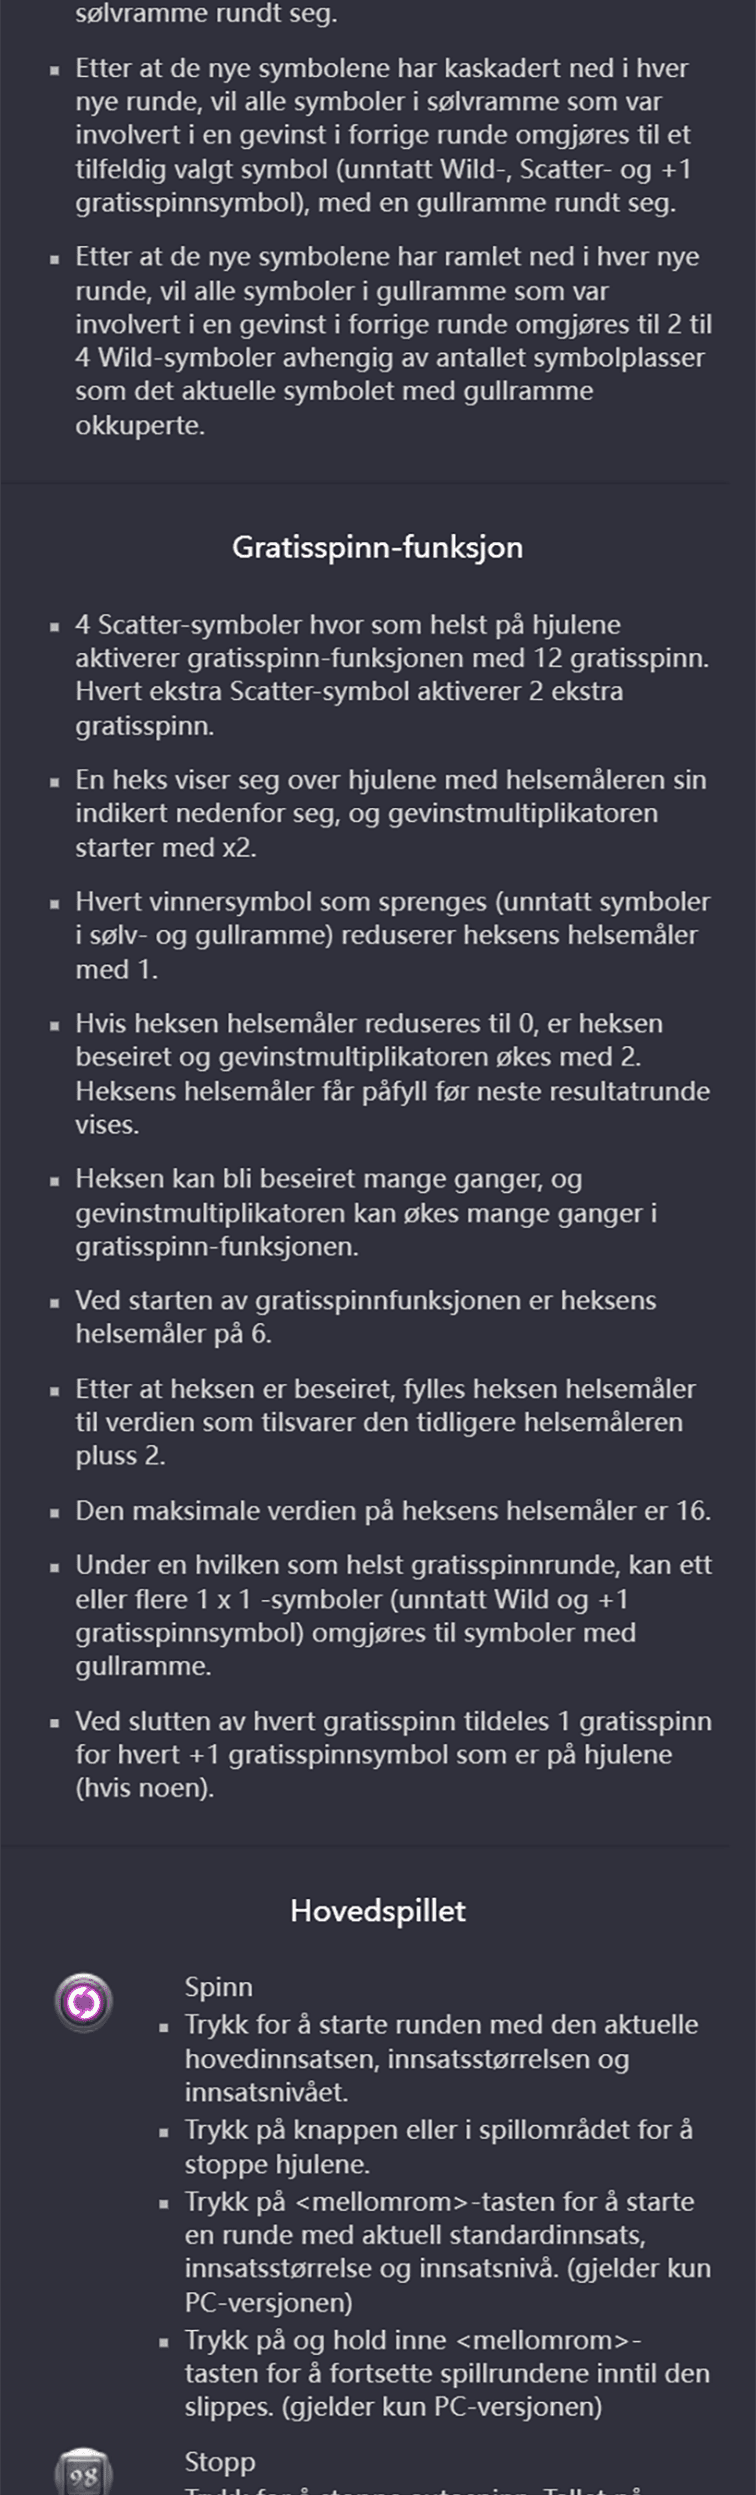 sølvramme rundt seg.
▪ Etter at de nye symbolene har kaskadert ned i hver
nye runde, vil alle symboler i sølvramme som var
involvert i en gevinst i forrige runde omgjøres til et
tilfeldig valgt symbol (unntatt Wild-, Scatter- og +1
gratisspinnsymbol), med en gullramme rundt seg.
▪ Etter at de nye symbolene har ramlet ned i hver nye
runde, vil alle symboler i gullramme som var
involvert i en gevinst i forrige runde omgjøres til 2 til
4 Wild-symboler avhengig av antallet symbolplasser
som det aktuelle symbolet med gullramme
okkuperte.
Gratisspinn-funksjon
▪ 4 Scatter-symboler hvor som helst på hjulene
aktiverer gratisspinn-funksjonen med 12 gratisspinn.
Hvert ekstra Scatter-symbol aktiverer 2 ekstra
gratisspinn.
▪ En heks viser seg over hjulene med helsemåleren sin
indikert nedenfor seg, og gevinstmultiplikatoren
starter med x2.
▪ Hvert vinnersymbol som sprenges (unntatt symboler
i sølv- og gullramme) reduserer heksens helsemåler
med 1.
▪ Hvis heksen helsemåler reduseres til 0, er heksen
beseiret og gevinstmultiplikatoren økes med 2.
Heksens helsemåler får påfyll før neste resultatrunde
vises.
▪ Heksen kan bli beseiret mange ganger, og
gevinstmultiplikatoren kan økes mange ganger i
gratisspinn-funksjonen.
▪ Ved starten av gratisspinnfunksjonen er heksens
helsemåler på 6.
▪ Etter at heksen er beseiret, fylles heksen helsemåler
til verdien som tilsvarer den tidligere helsemåleren
pluss 2.
▪ Den maksimale verdien på heksens helsemåler er 16.
▪ Under en hvilken som helst gratisspinnrunde, kan ett
eller flere 1 x 1 -symboler (unntatt Wild og +1
gratisspinnsymbol) omgjøres til symboler med
gullramme.
▪ Ved slutten av hvert gratisspinn tildeles 1 gratisspinn
for hvert +1 gratisspinnsymbol som er på hjulene
(hvis noen).
Hovedspillet
Spinn
▪ Trykk for å starte runden med den aktuelle
hovedinnsatsen, innsatsstørrelsen og
innsatsnivået.
▪ Trykk på knappen eller i spillområdet for å
stoppe hjulene.
▪ Trykk på <mellomrom>-tasten for å starte
en runde med aktuell standardinnsats,
innsatsstørrelse og innsatsnivå. (gjelder kun
PC-versjonen)
▪ Trykk på og hold inne <mellomrom>-
tasten for å fortsette spillrundene inntil den
slippes. (gjelder kun PC-versjonen)
98
Stopp